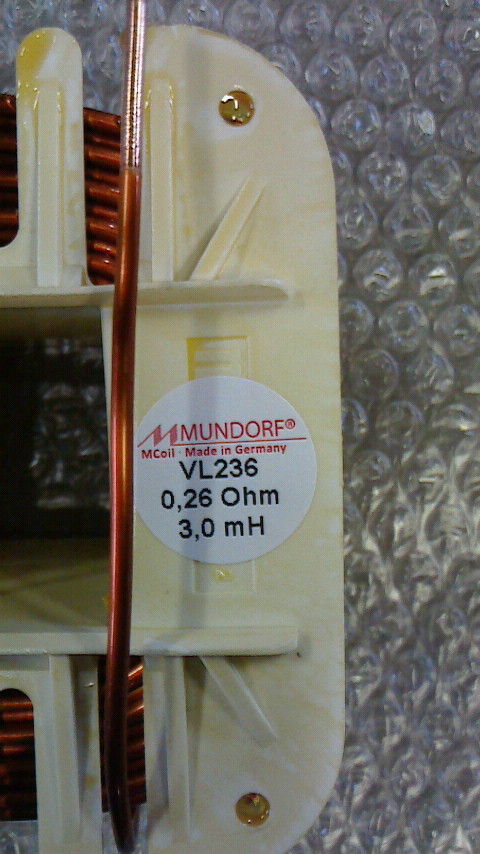 MUNDORF®
MCoil · Made in Germany
VL236
0,26 Ohm
3,0 mH